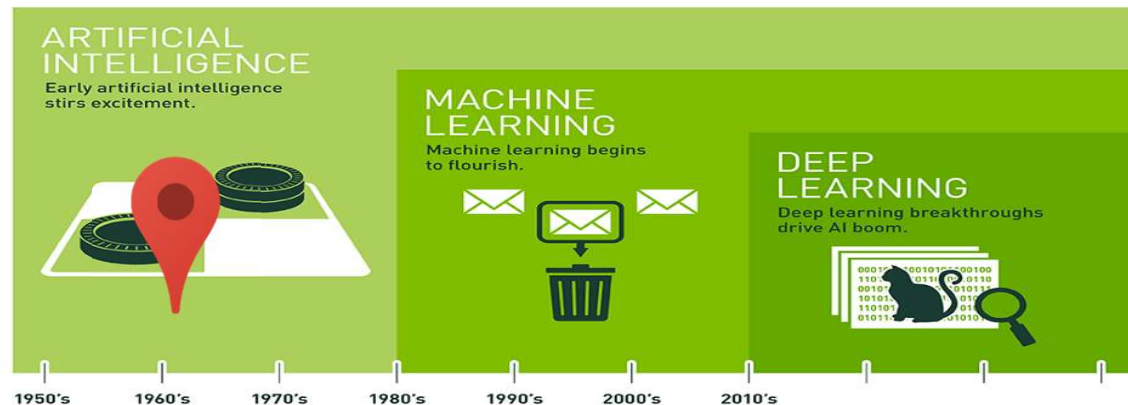 ARTIFICIAL
INTELLIGENCE
Early artificial intelligence
stirs excitement.
MACHINE
LEARNING
Machine learning begins
to flourish.
DEEP
LEARNING
Deep learning breakthroughs
drive AI boom.
1950's 1960's 1970's 1980's 1990's 2000's 2010's